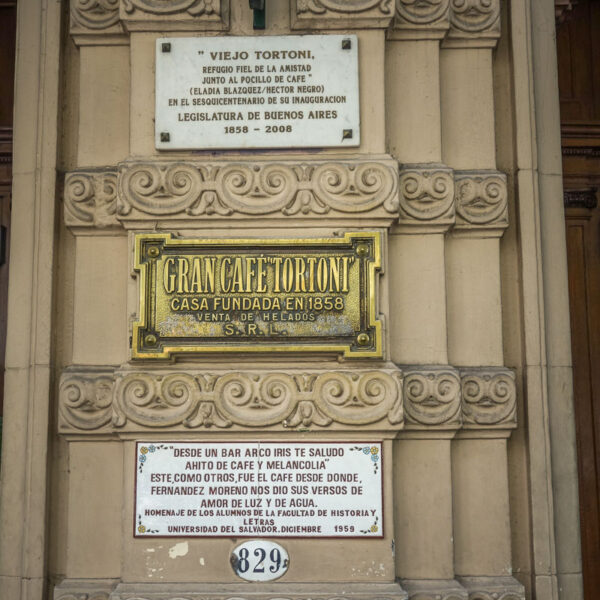 " VIEJO TORTONI,
REFUGIO FIEL DE LA AMISTAD
JUNTO AL POCILLO DE CAFE "
(ELADIA BLAZQUEZ/HECTOR NEGRO)
EN EL SESQUICENTENARIO DE SU INAUGURACION
LEGISLATURA DE BUENOS AIRES
1858 - 2008
GRAN CAFÉ "TORTONI"
CASA FUNDADA EN 1858
VENTA DE HELADOS
S. R. L.
"DESDE UN BAR ARCO IRIS TE SALUDO
AHITO DE CAFE Y MELANCOLIA"
ESTE, COMO OTROS, FUE EL CAFE DESDE DONDE,
FERNANDEZ MORENO NOS DIO SUS VERSOS DE
AMOR DE LUZ Y DE AGUA.
HOMENAJE DE LOS ALUMNOS DE LA FACULTAD DE HISTORIA Y
LETRAS
UNIVERSIDAD DEL SALVADOR. DICIEMBRE 1959
829